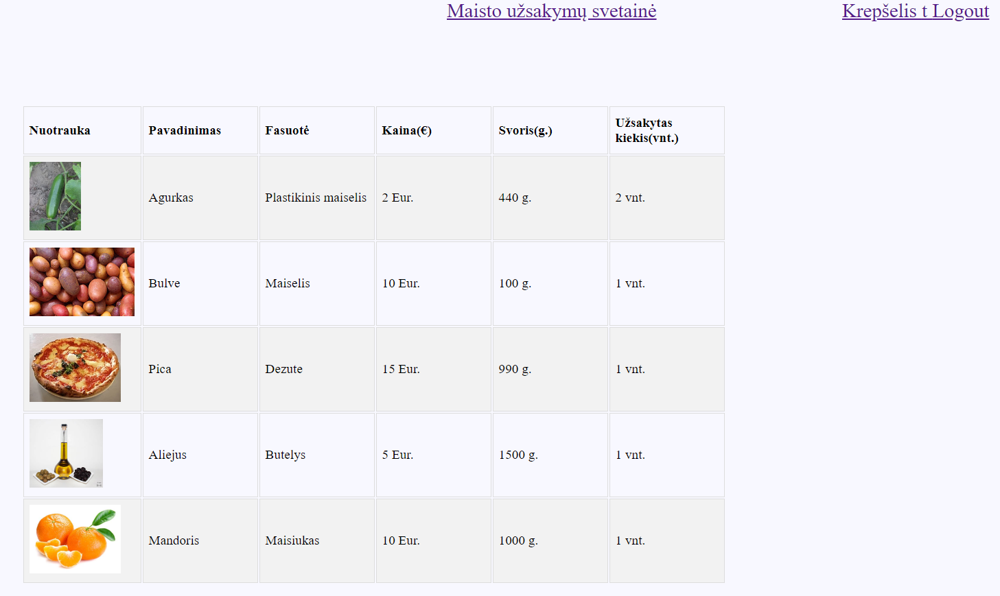 Maisto užsakymų svetainė
Krepšelis t Logout
Nuotrauka Pavadinimas Fasuotė Kaina(€) Svoris(g.) Užsakytas kiekis(vnt.)
Agurkas Plastikinis maiselis 2 Eur. 440 g. 2 vnt.
Bulve Maiselis 10 Eur. 100 g. 1 vnt.
Pica Dezute 15 Eur. 990 g. 1 vnt.
Aliejus Butelys 5 Eur. 1500 g. 1 vnt.
Mandoris Maisiukas 10 Eur. 1000 g. 1 vnt.